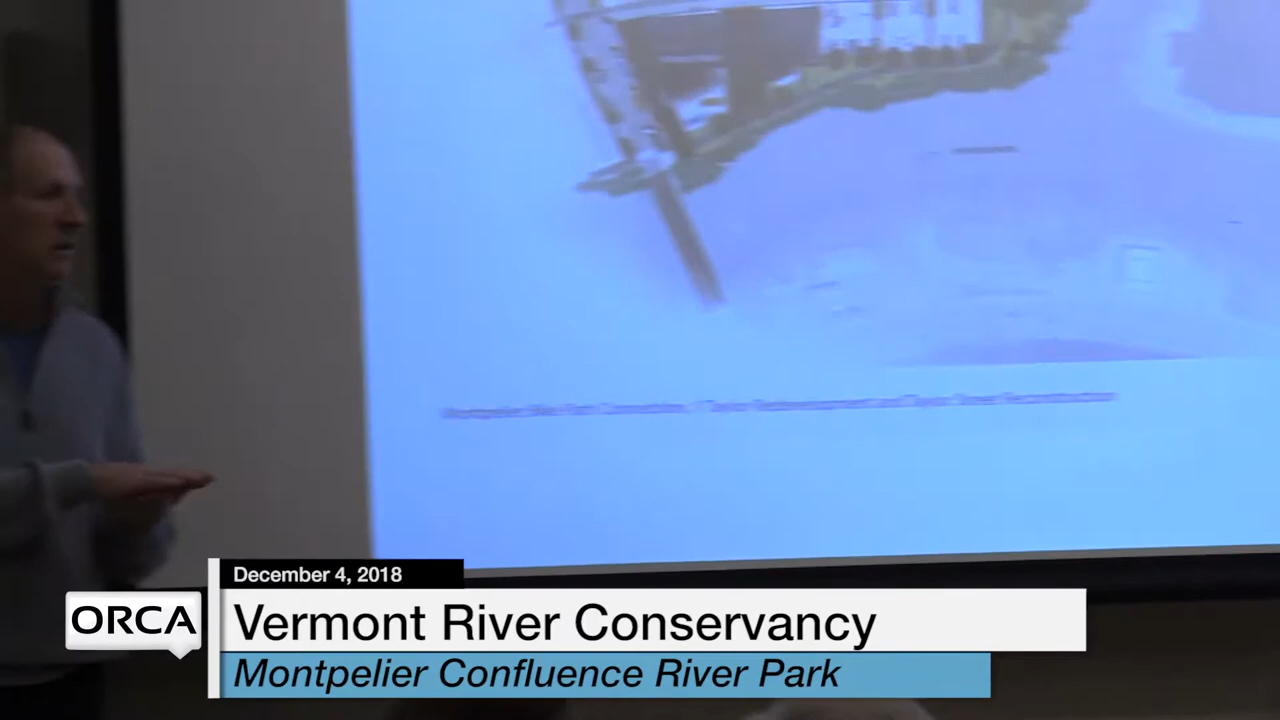 December 4, 2018
ORCA
Vermont River Conservancy
Montpelier Confluence River Park